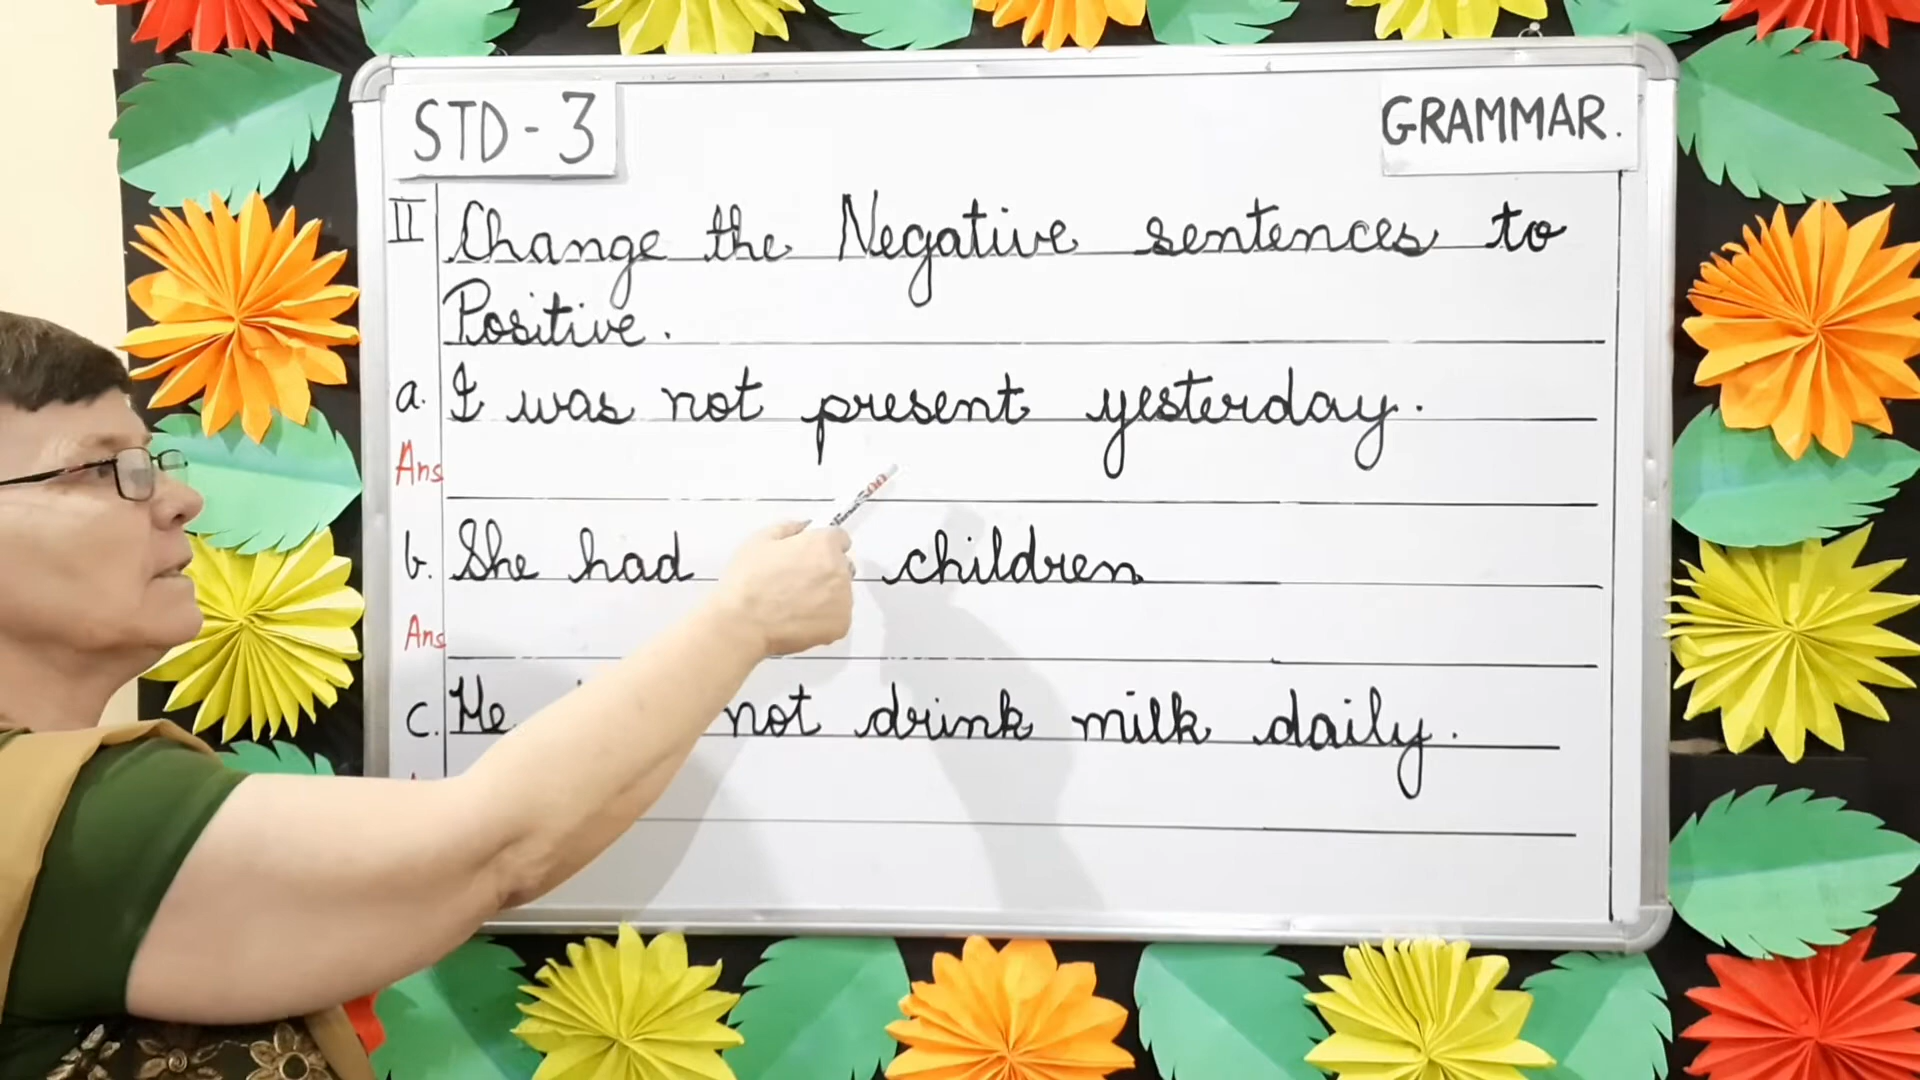 STD - 3
GRAMMAR.
II Change the Negative sentences to
Positive.
a. I was not present yesterday.
Ans
b. She had children
Ans
c. He not drink milk daily.